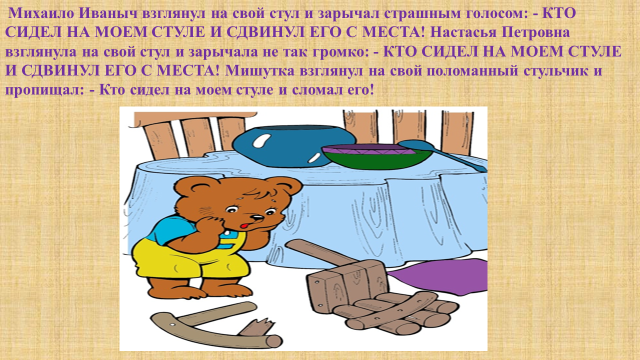 Михаило Иваныч взглянул на свой стул и зарычал страшным голосом: - КТО
СИДЕЛ НА МОЕМ СТУЛЕ И СДВИНУЛ ЕГО С МЕСТА! Настасья Петровна
взглянула на свой стул и зарычала не так громко: - КТО СИДЕЛ НА МОЕМ СТУЛЕ
И СДВИНУЛ ЕГО С МЕСТА! Мишутка взглянул на свой поломанный стульчик и
пропищал: - Кто сидел на моем стуле и сломал его!